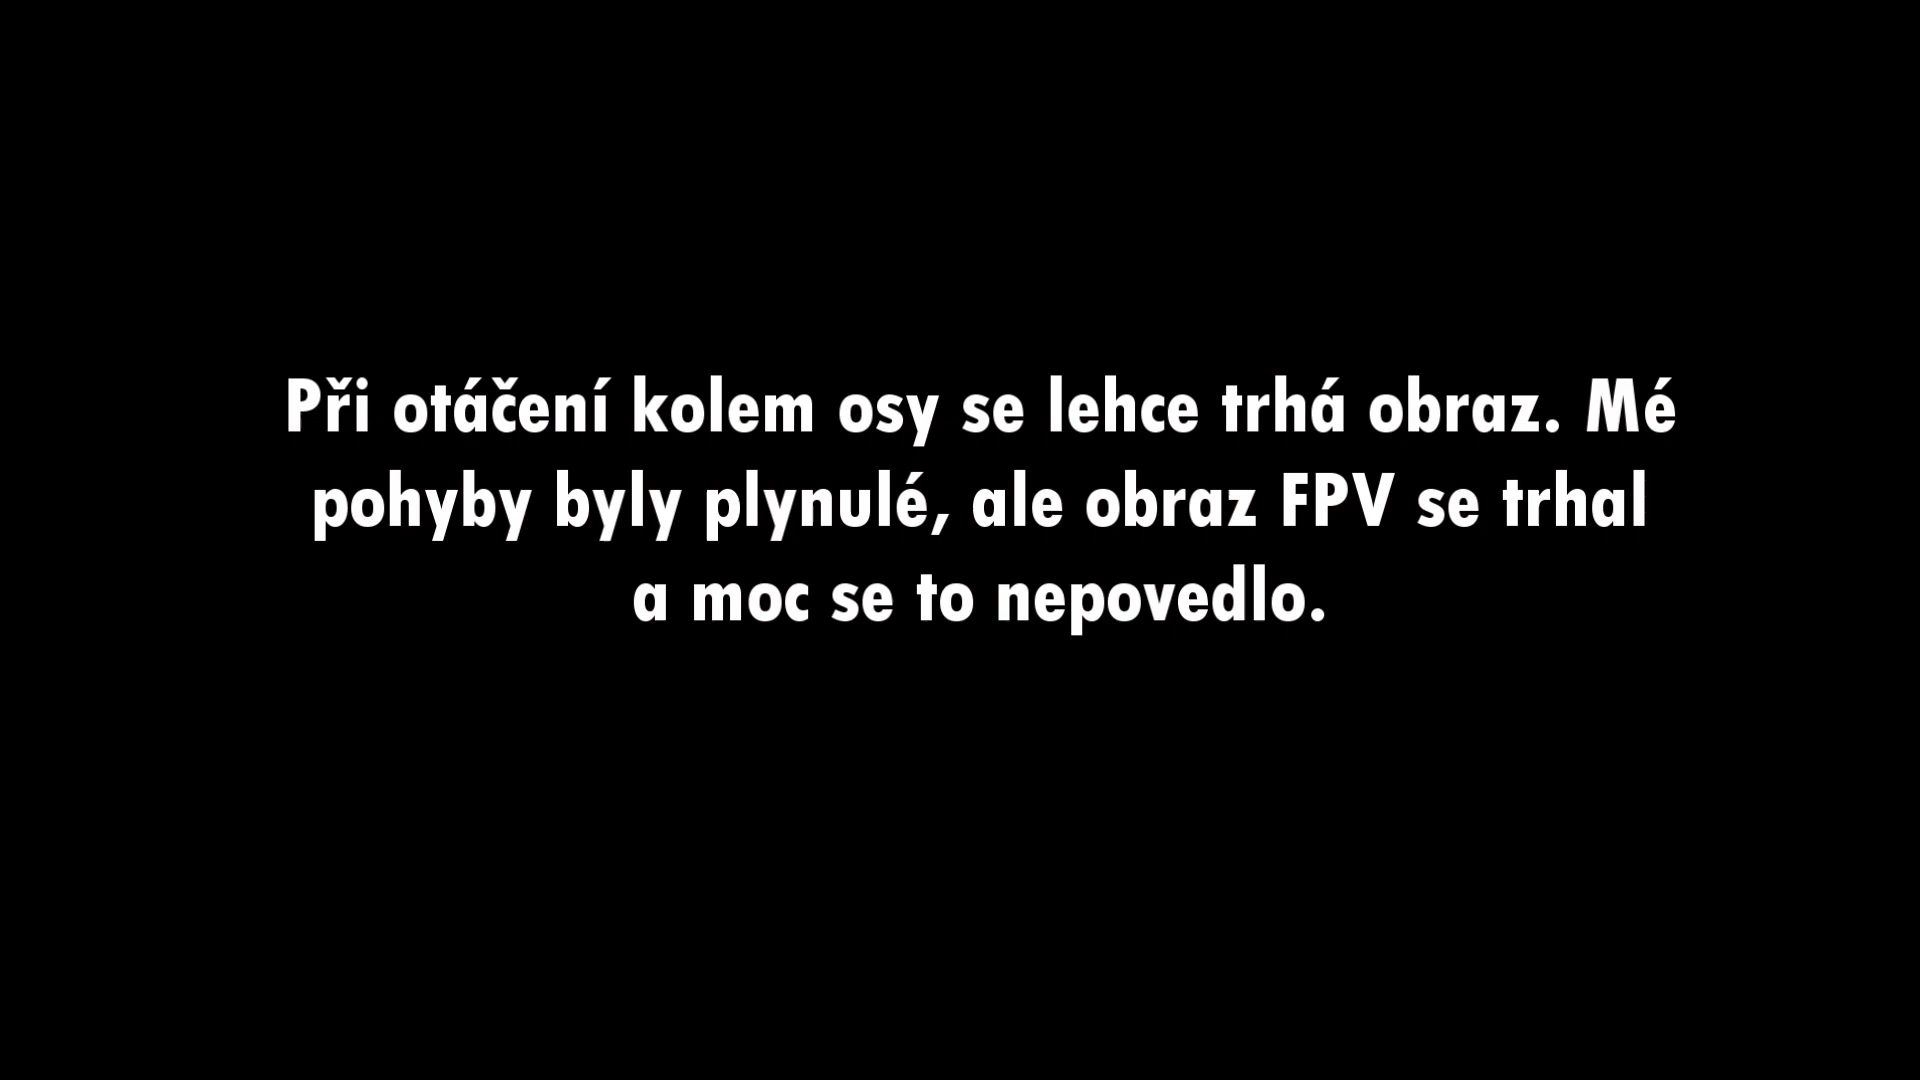 Při otáčení kolem osy se lehce trhá obraz. Mé
pohyby byly plynulé, ale obraz FPV se trhal
a moc se to nepovedlo.